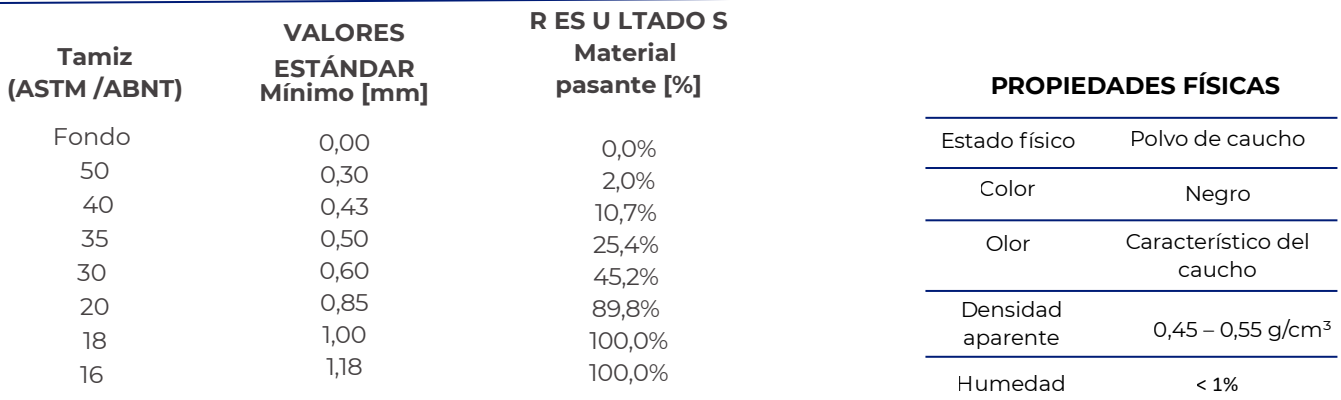 Tamiz
(ASTM /ABNT)
VALORES
ESTÁNDAR
Mínimo [mm]
R ES U LTADO S
Material
pasante [%]
Fondo 0,00 0,0%
50 0,30 2,0%
40 0,43 10,7%
35 0,50 25,4%
30 0,60 45,2%
20 0,85 89,8%
18 1,00 100,0%
16 1,18 100,0%
PROPIEDADES FÍSICAS
Estado físico Polvo de caucho
Color Negro
Olor Característico del
caucho
Densidad
aparente 0,45 – 0,55 g/cm³
Humedad < 1%